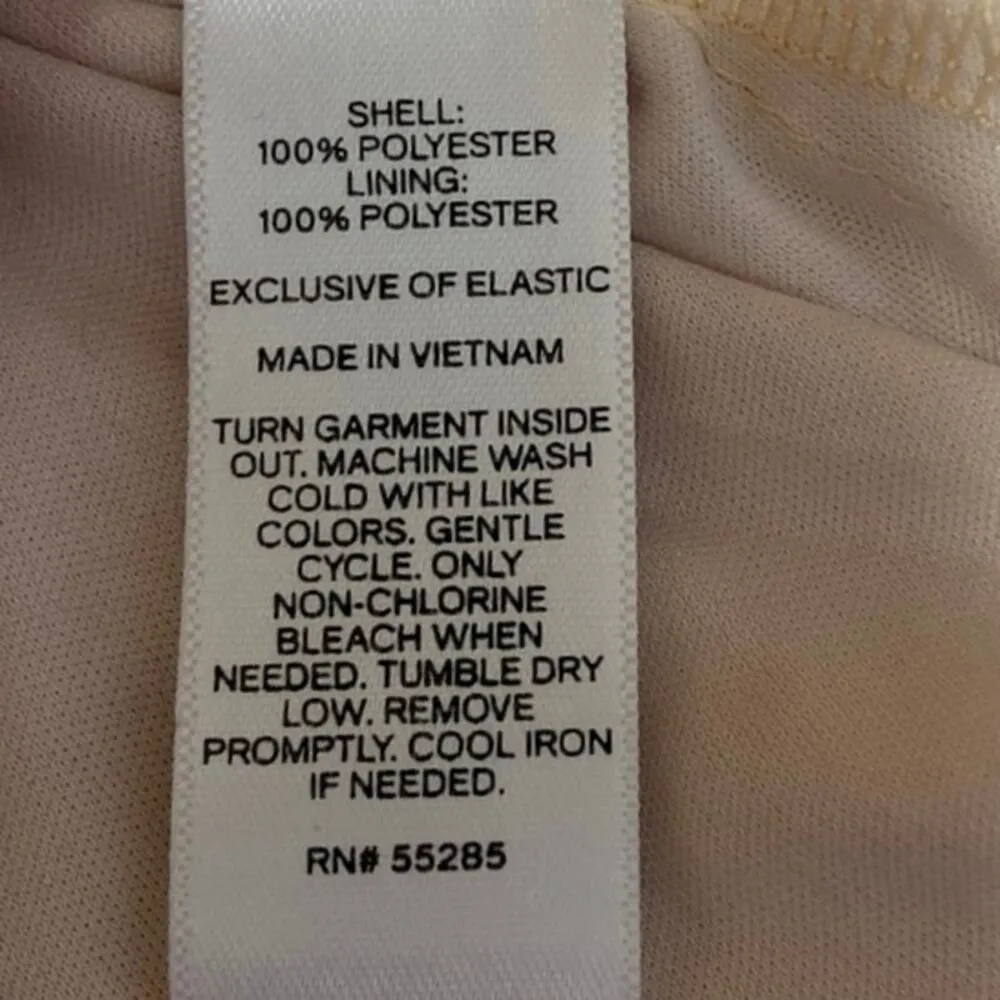 SHELL:
100% POLYESTER
LINING:
100% POLYESTER
EXCLUSIVE OF ELASTIC
MADE IN VIETNAM
TURN GARMENT INSIDE
OUT. MACHINE WASH
COLD WITH LIKE
COLORS. GENTLE
CYCLE. ONLY
NON-CHLORINE
BLEACH WHEN
NEEDED. TUMBLE DRY
LOW. REMOVE
PROMPTLY. COOL IRON
IF NEEDED.
RN# 55285